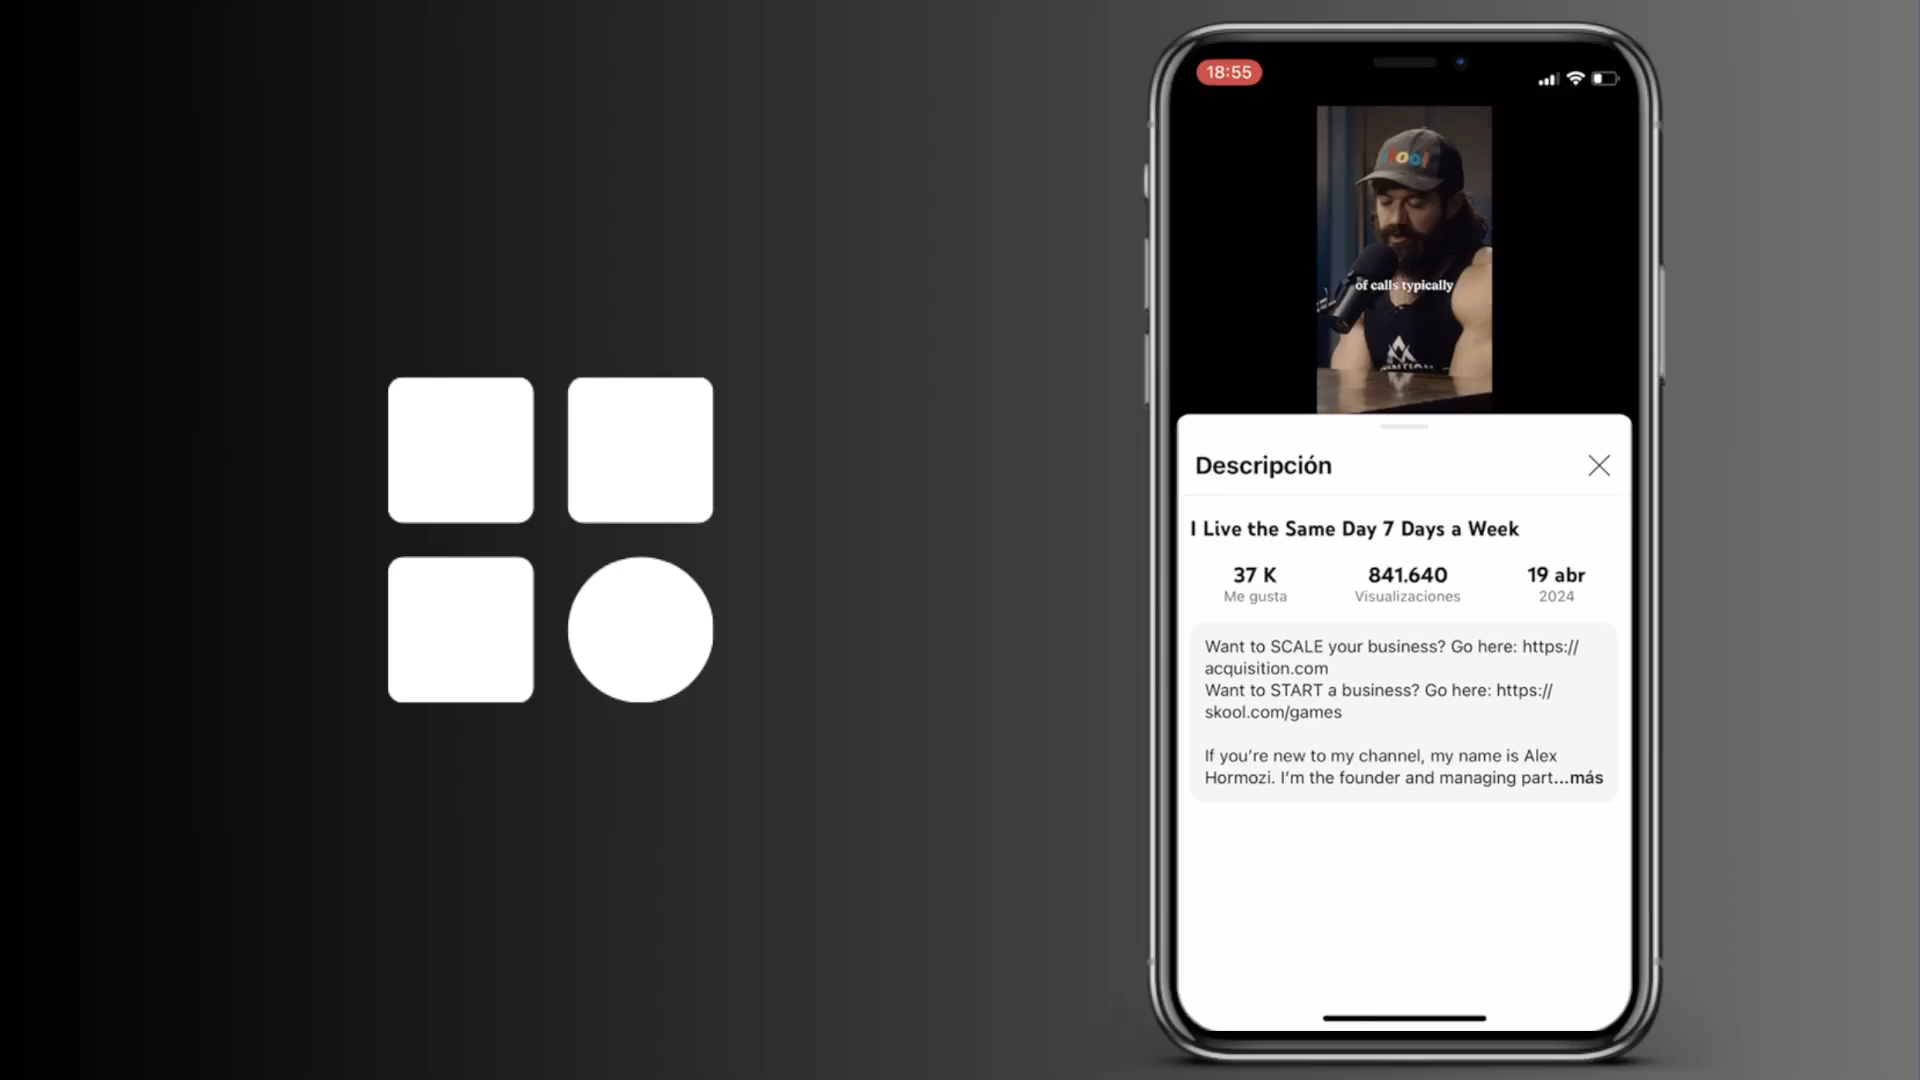 18:55
kool
of calls typically
Descripción
I Live the Same Day 7 Days a Week
37 K
841.640
19 abr
Me gusta
Visualizaciones
2024
Want to SCALE your business? Go here: https://
acquisition.com
Want to START a business? Go here: https://
skool.com/games
If you're new to my channel, my name is Alex
Hormozi. I'm the founder and managing part...más